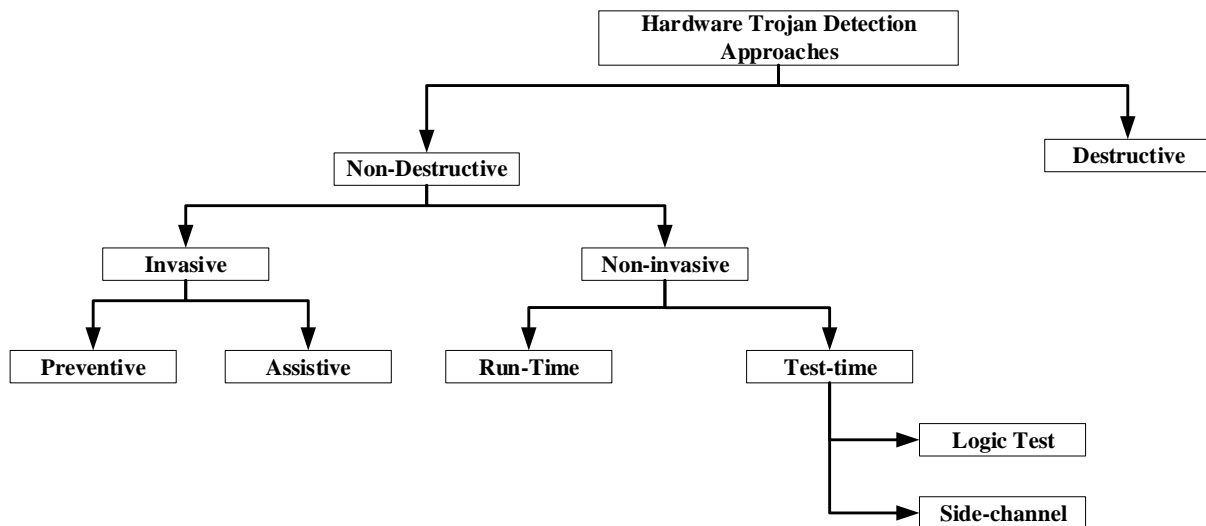 Hardware Trojan Detection
Approaches
Non-Destructive
Destructive
Invasive
Non-invasive
Preventive
Assistive
Run-Time
Test-time
Logic Test
Side-channel